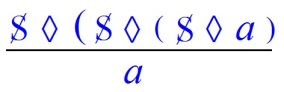 $ ◊ ( $ ◊ ( $ ◊ a )
a